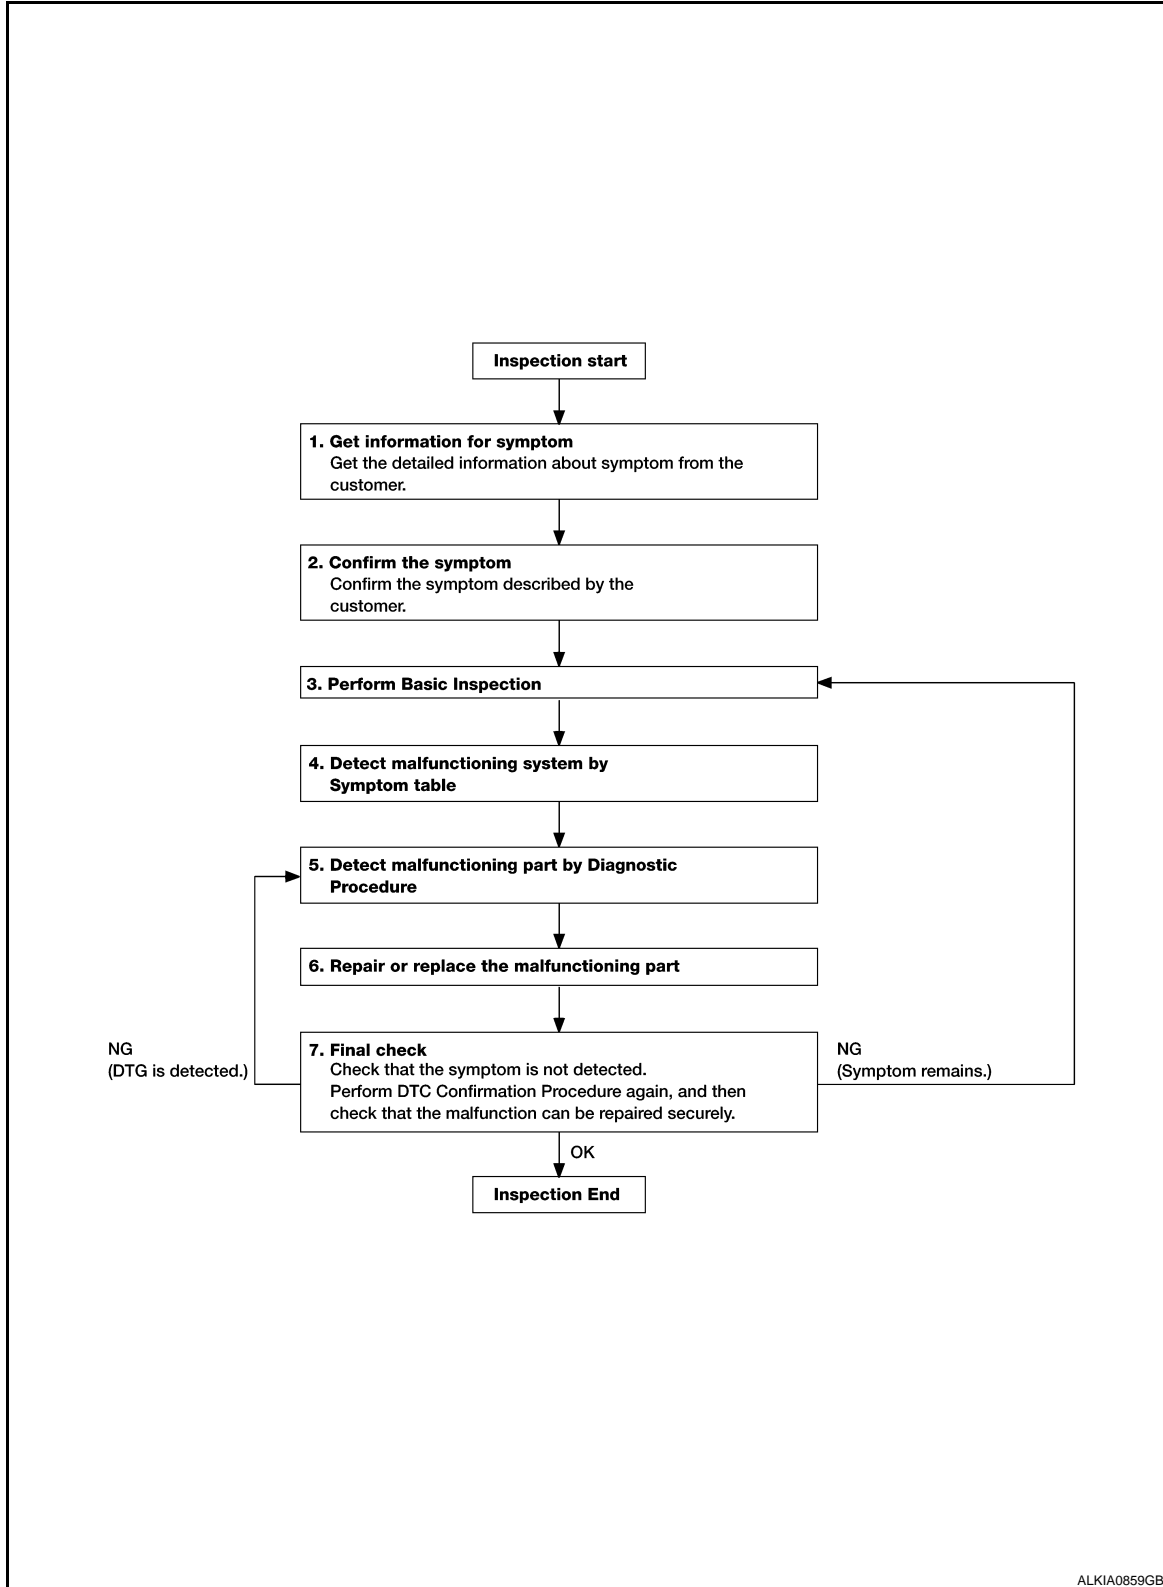 Inspection start
1. Get information for symptom
Get the detailed information about symptom from the
customer.
2. Confirm the symptom
Confirm the symptom described by the
customer.
3. Perform Basic Inspection
4. Detect malfunctioning system by
Symptom table
5. Detect malfunctioning part by Diagnostic
Procedure
6. Repair or replace the malfunctioning part
NG
(DTG is detected.)
7. Final check
Check that the symptom is not detected.
Perform DTC Confirmation Procedure again, and then
check that the malfunction can be repaired securely.
NG
(Symptom remains.)
OK
Inspection End
ALKIA0859GB